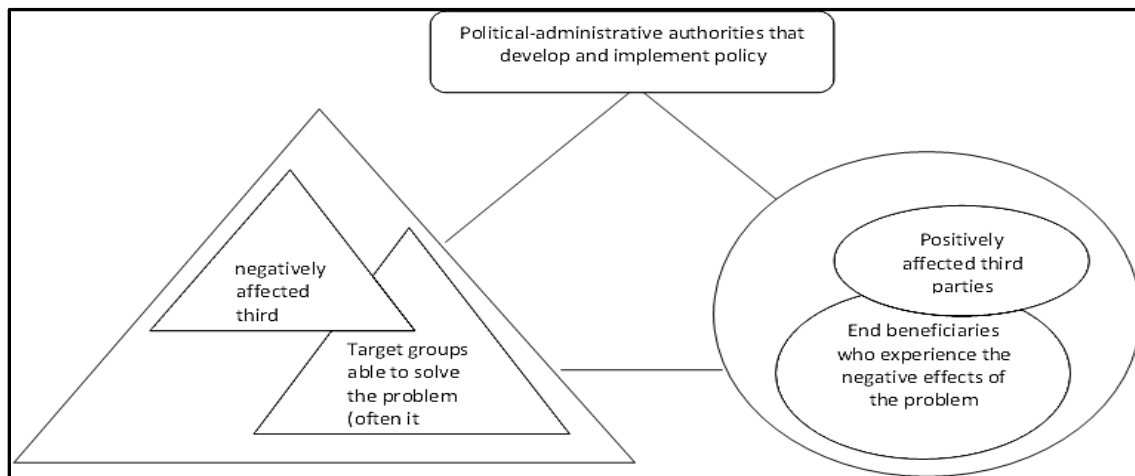 Political-administrative authorities that
develop and implement policy
negatively
affected
third
Target groups
able to solve
the problem
(often it
Positively
affected third
parties
End beneficiaries
who experience the
negative effects of
the problem